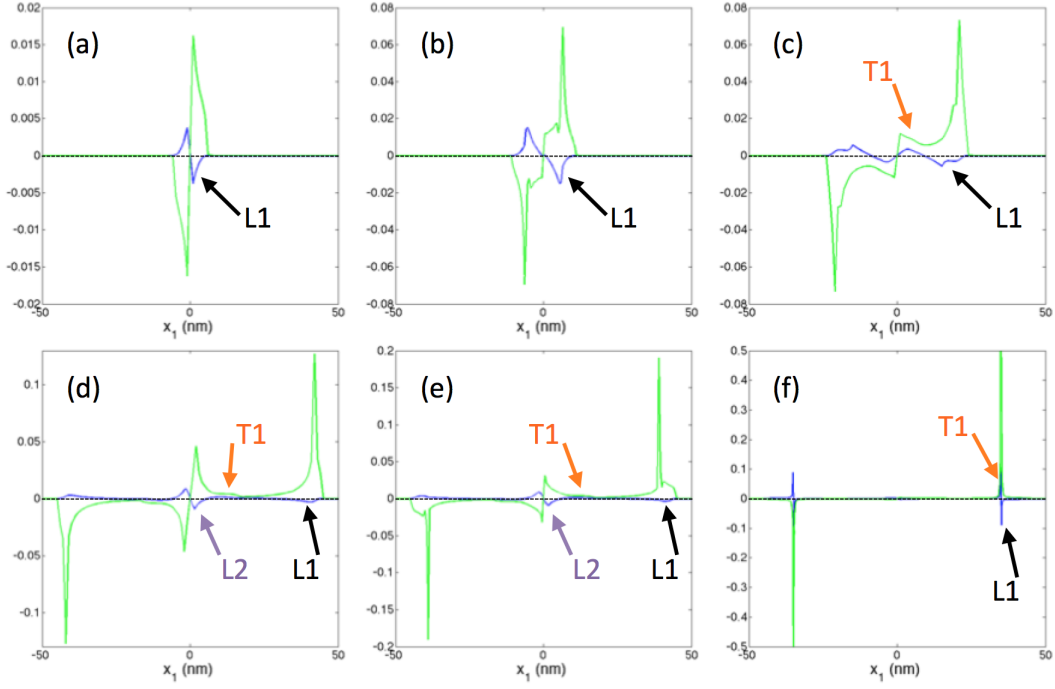 (a)
0.02
0.015
0.01
0.005
0
-0.005
-0.01
-0.015
-0.02
-50 0 50
x1 (nm)
L1
(b)
0.08
0.06
0.04
0.02
0
-0.02
-0.04
-0.06
-0.08
-50 0 50
x1 (nm)
L1
(c)
0.08
0.06
0.04
0.02
0
-0.02
-0.04
-0.06
-0.08
-50 0 50
x1 (nm)
T1
L1
(d)
0.1
0.05
0
-0.05
-0.1
-50 0 50
x1 (nm)
T1
L2
L1
(e)
0.2
0.15
0.1
0.05
0
-0.05
-0.1
-0.15
-0.2
-50 0 50
x1 (nm)
T1
L2
L1
(f)
0.5
0.4
0.3
0.2
0.1
0
-0.1
-0.2
-0.3
-0.4
-0.5
-50 0 50
x1 (nm)
T1
L1